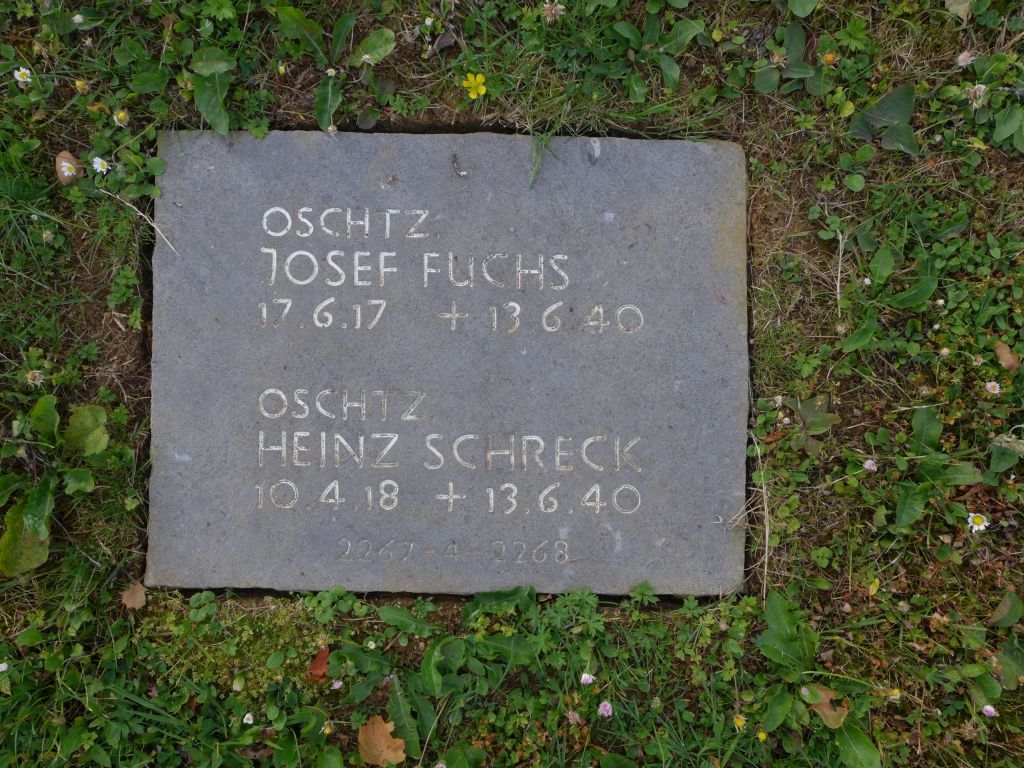 OSCHTZ.
JOSEF FUCHS
17.6.17 + 13 6 40
OSCHTZ.
HEINZ SCHRECK
10.4.18 + 13.6.40
2267-4-2268